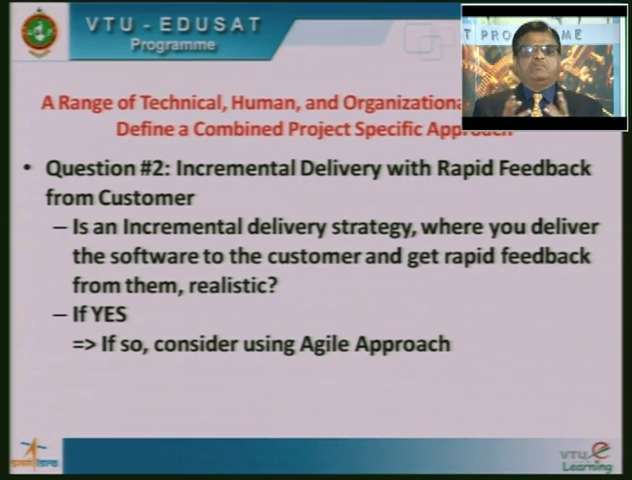 VTU - EDUSAT
Programme
T PROGRAMME
A Range of Technical, Human, and Organizationa
Define a Combined Project Specific Approach
• Question #2: Incremental Delivery with Rapid Feedback
from Customer
– Is an Incremental delivery strategy, where you deliver
the software to the customer and get rapid feedback
from them, realistic?
– If YES
=> If so, consider using Agile Approach
VTU e
Learning